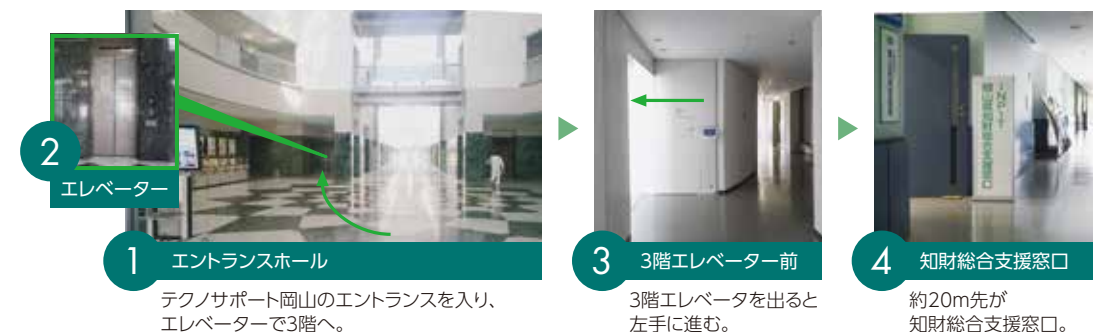 2
エレベーター
1 エントランスホール
テクノサポート岡山のエントランスを入り、
エレベーターで3階へ。
3 3階エレベーター前
3階エレベータを出ると
左手に進む。
INPIT
4 知財総合支援窓口
約20m先が
知財総合支援窓口。